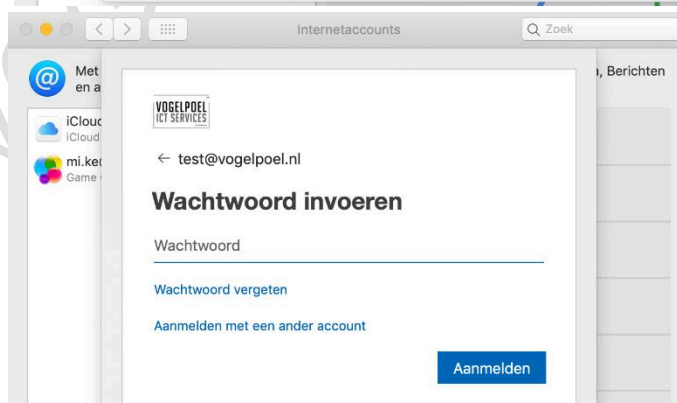 Internetaccounts
Zoek
Met
en a
, Berichten
iCloud
iCloud
mi.ke
Game
VOGELPOEL
ICT SERVICES
← test@vogelpoel.nl
Wachtwoord invoeren
Wachtwoord
Wachtwoord vergeten
Aanmelden met een ander account
Aanmelden